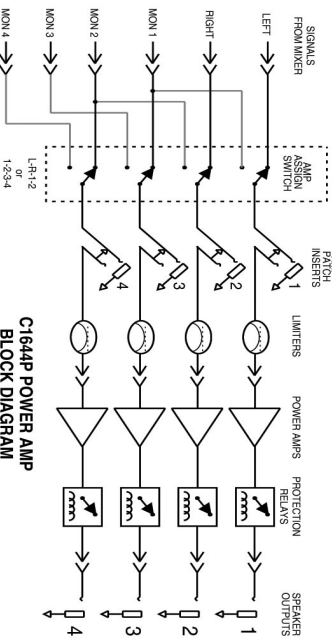 SIGNALS
FROM MIXER
LEFT
RIGHT
MON 1
MON 2
MON 3
MON 4
AMP
ASSIGN
SWITCH
L-R-1-2
or
1-2-3-4
PATCH
INSERTS
1
2
3
4
LIMITERS
POWER AMPS
PROTECTION
RELAYS
SPEAKER
OUTPUTS
1
2
3
4
C1644P POWER AMP
BLOCK DIAGRAM